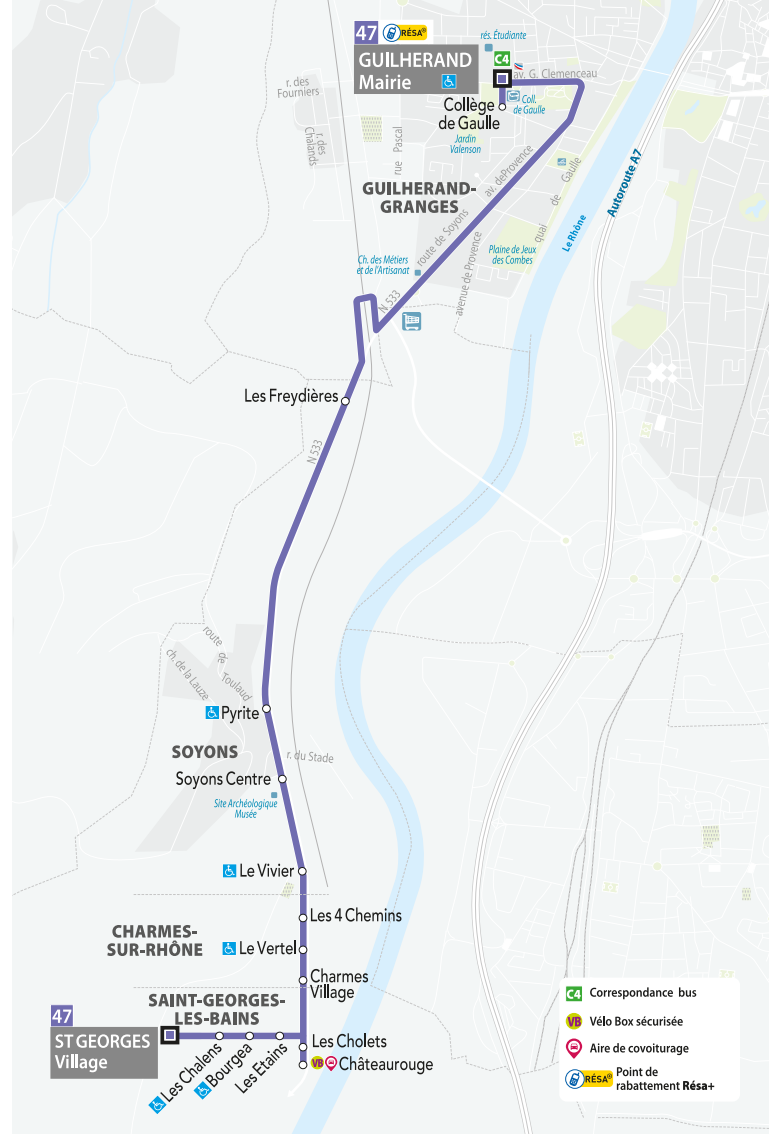 47 RÉSA®
GUILHERAND
Mairie
rés. Étudiante
C4
av. G. Clemenceau
r. des
Fourniers
Collège
de Gaulle
Coll.
de Gaulle
r. des
Chalands
rue Pascal
Jardin
Valenson
av. de Provence
GUILHERAND-
GRANGES
quai de Gaulle
Autoroute A7
Le Rhône
route de Soyons
avenue de Provence
Plaine de Jeux
des Combes
Ch. des Métiers
et de l'Artisanat
N 533
Les Freydières
N 533
route de Toulaud
ch. de la Lauze
Pyrite
SOYONS
r. du Stade
Soyons Centre
Site Archéologique
Musée
Le Vivier
Les 4 Chemins
CHARMES-
SUR-RHÔNE
Le Vertel
Charmes
Village
SAINT-GEORGES-
LES-BAINS
47
ST GEORGES
Village
Les Chalens
Bourgea
Les Etains
Les Cholets
VB Châteaurouge
C4 Correspondance bus
VB Vélo Box sécurisée
Aire de covoiturage
RÉSA® Point de
rabattement Résa+